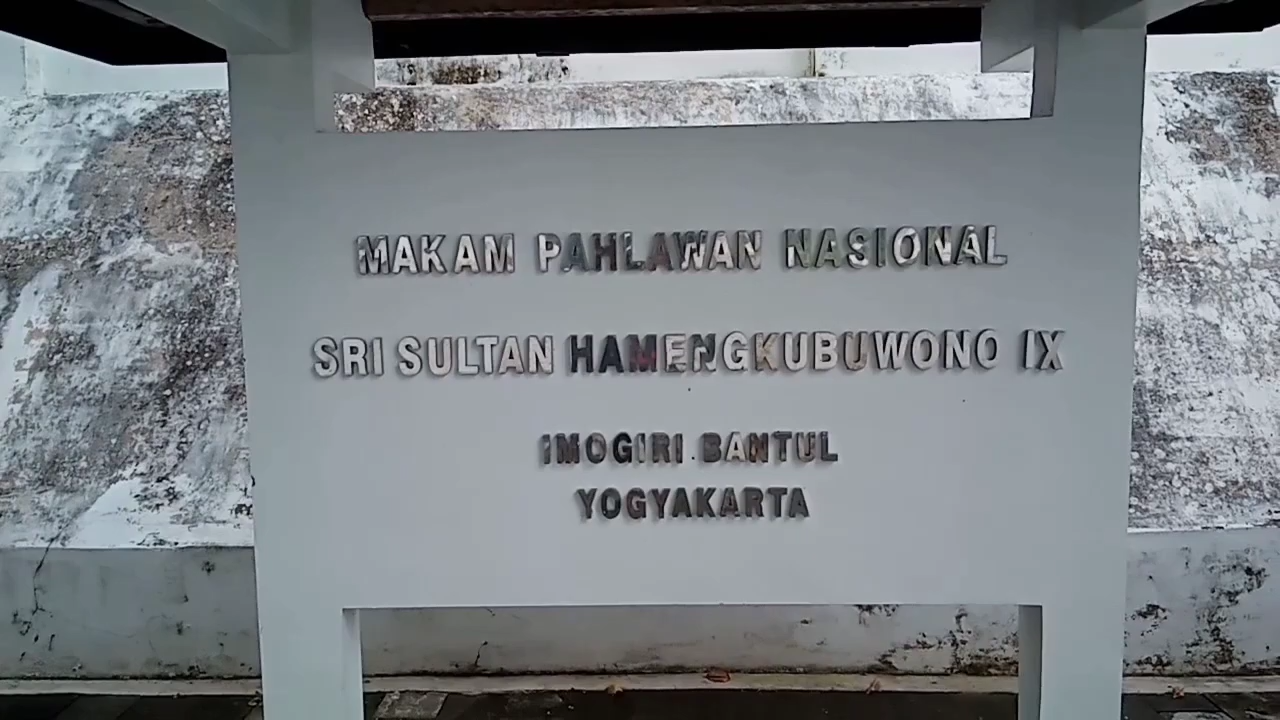 MAKAM PAHLAWAN NASIONAL
SRI SULTAN HAMENGKUBUWONO IX
IMOGIRI BANTUL
YOGYAKARTA